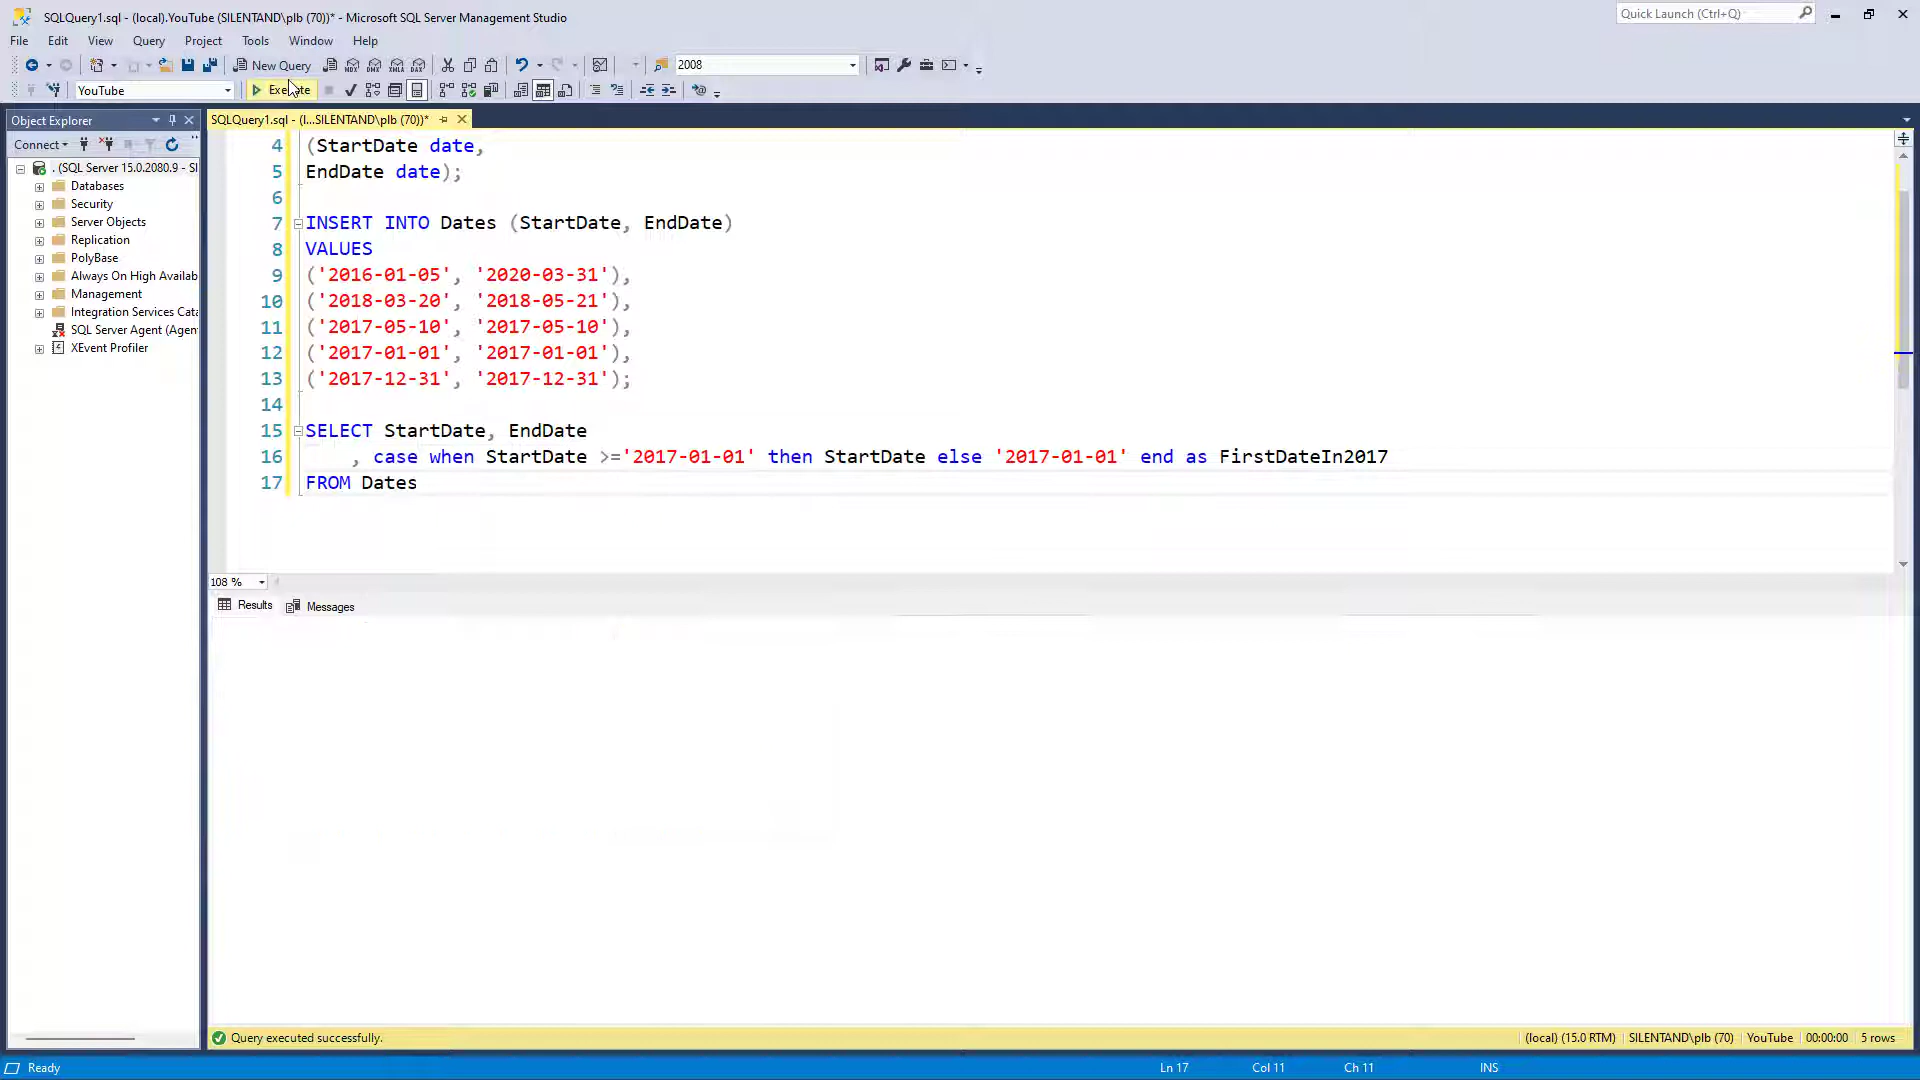 SQLQuery1.sql - (local).YouTube (SILENTAND\plb (70))* - Microsoft SQL Server Management Studio
Quick Launch (Ctrl+Q)
File Edit View Query Project Tools Window Help
New Query
2008
YouTube
Execute
Object Explorer
SQLQuery1.sql - (l...SILENTAND\plb (70))*
Connect
. (SQL Server 15.0.2080.9 - SI
Databases
Security
Server Objects
Replication
PolyBase
Always On High Availab
Management
Integration Services Cata
SQL Server Agent (Agen
XEvent Profiler
4 (StartDate date,
5 EndDate date);
6
7 INSERT INTO Dates (StartDate, EndDate)
8 VALUES
9 ('2016-01-05', '2020-03-31'),
10 ('2018-03-20', '2018-05-21'),
11 ('2017-05-10', '2017-05-10'),
12 ('2017-01-01', '2017-01-01'),
13 ('2017-12-31', '2017-12-31');
14
15 SELECT StartDate, EndDate
16 , case when StartDate >='2017-01-01' then StartDate else '2017-01-01' end as FirstDateIn2017
17 FROM Dates
108 %
Results Messages
Query executed successfully.
(local) (15.0 RTM) SILENTAND\plb (70) YouTube 00:00:00 5 rows
Ready
Ln 17 Col 11 Ch 11 INS